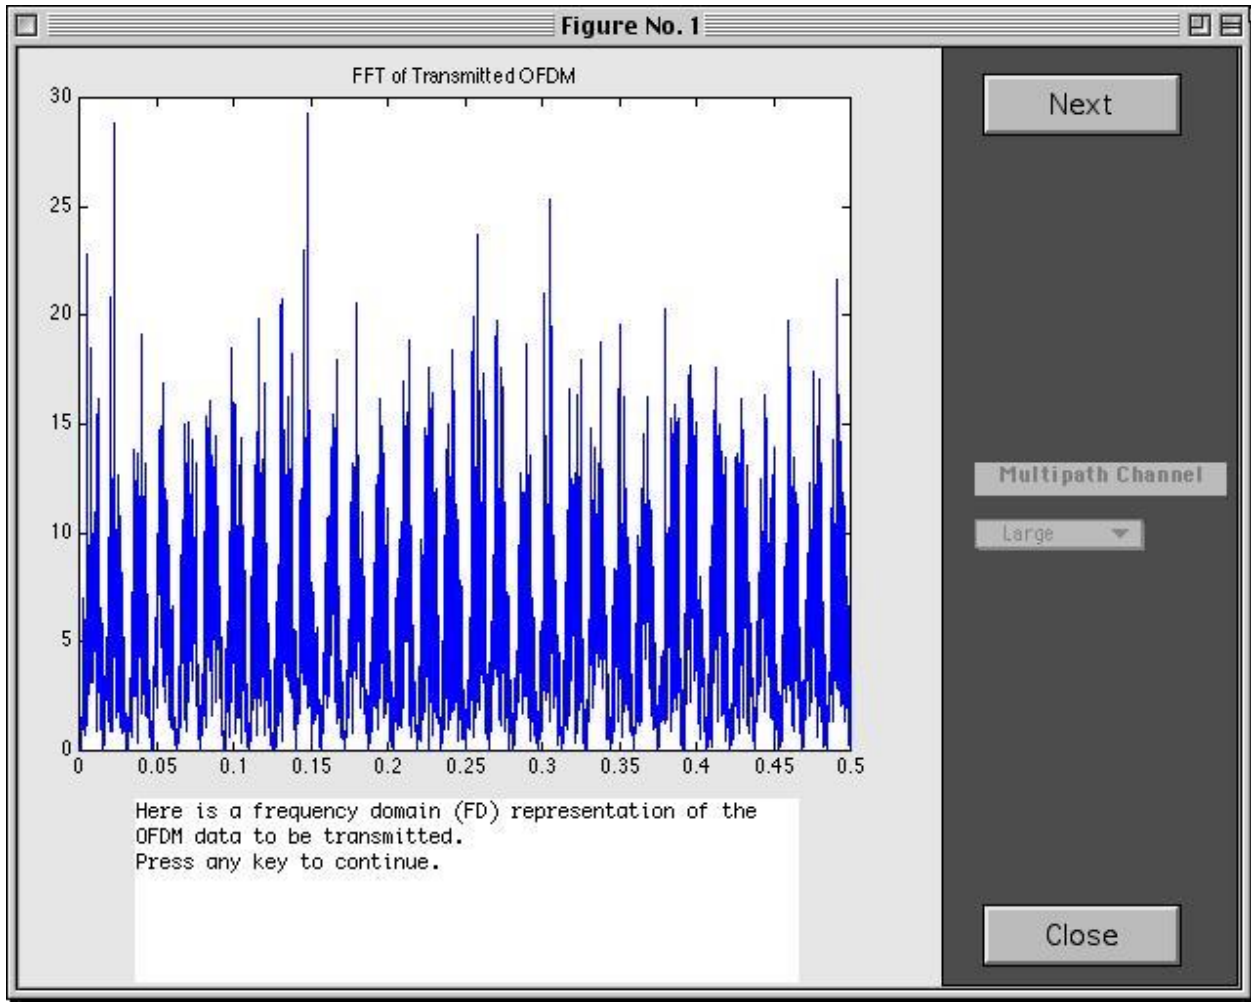 Figure No. 1
FFT of Transmitted OFDM
30
25
20
15
10
5
0
0 0.05 0.1 0.15 0.2 0.25 0.3 0.35 0.4 0.45 0.5
Here is a frequency domain (FD) representation of the
OFDM data to be transmitted.
Press any key to continue.
Next
Multipath Channel
Large
Close